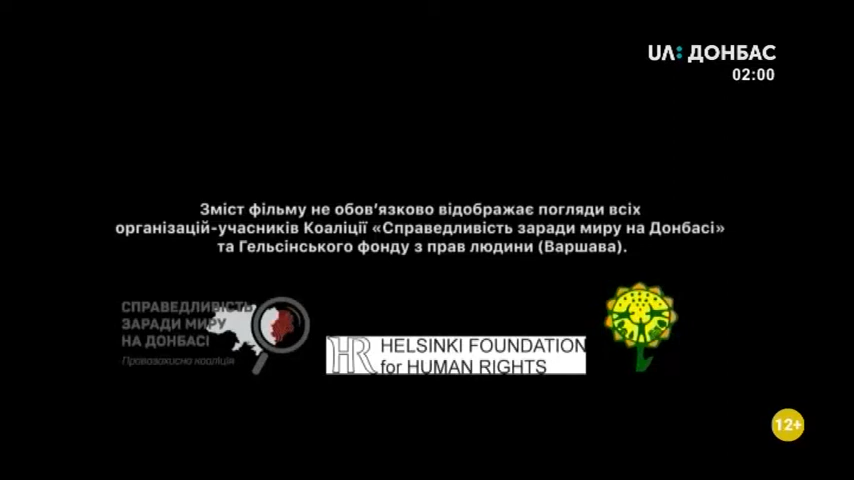 UA: ДОНБАС
02:00
Зміст фільму не обов’язково відображає погляди всіх
організацій-учасників Коаліції «Справедливість заради миру на Донбасі»
та Гельсінського фонду з прав людини (Варшава).
СПРАВЕДЛИВІСТЬ
ЗАРАДИ МИРУ
НА ДОНБАСІ
Правозахисна коаліція
HR HELSINKI FOUNDATION
for HUMAN RIGHTS
12+